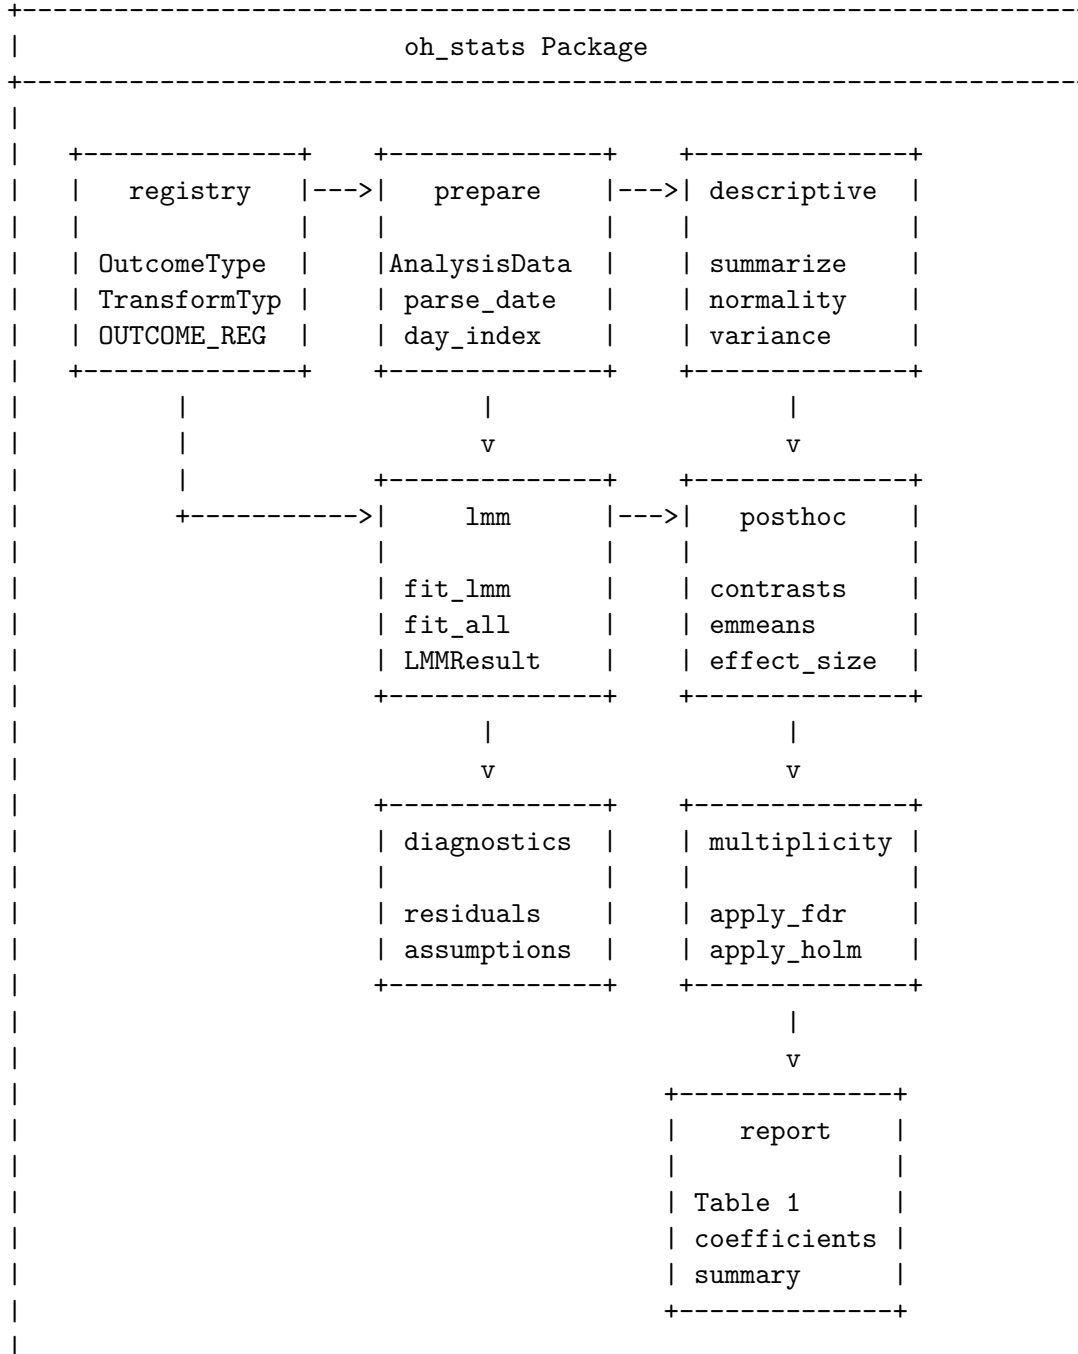 oh_stats Package
registry prepare descriptive
OutcomeType AnalysisData summarize
TransformTyp parse_date normality
OUTCOME_REG day_index variance
v v
lmm posthoc
fit_lmm contrasts
fit_all emmeans
LMMResult effect_size
v v
diagnostics multiplicity
residuals apply_fdr
assumptions apply_holm
v
report
Table 1
coefficients
summary